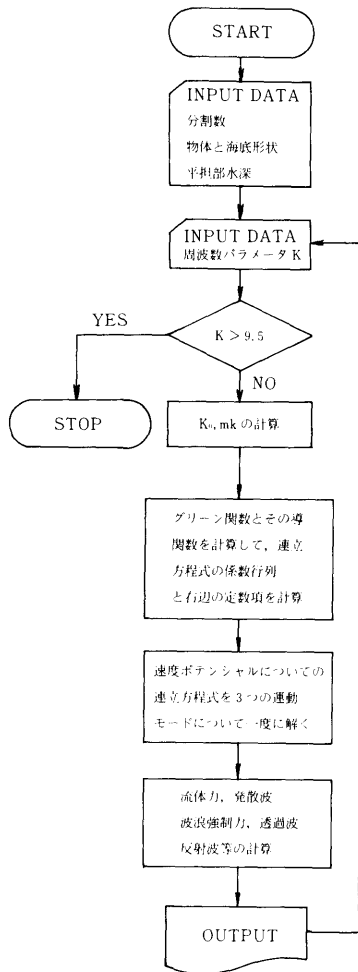 START
INPUT DATA
分割数
物体と海底形状
平担部水深
INPUT DATA
周波数パラメータ K
K > 9.5
YES
NO
STOP
K₀, mk の計算
グリーン関数とその導
関数を計算して，連立
方程式の係数行列
と右辺の定数項を計算
速度ポテンシャルについての
連立方程式を3つの運動
モードについて一度に解く
流体力，発散波
波浪強制力，透過波
反射波等の計算
OUTPUT